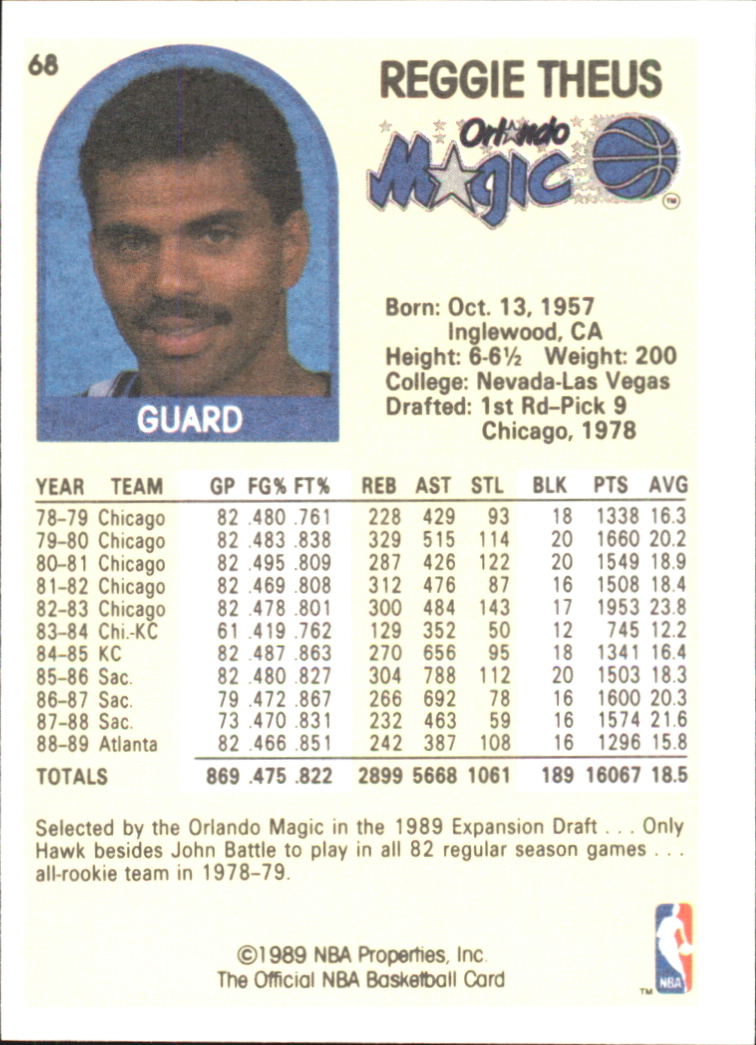 68
REGGIE THEUS
Orlando
Magic
TM
Born: Oct. 13, 1957
Inglewood, CA
Height: 6-6½ Weight: 200
College: Nevada-Las Vegas
Drafted: 1st Rd–Pick 9
Chicago, 1978
GUARD
YEAR TEAM GP FG% FT% REB AST STL BLK PTS AVG
78–79 Chicago 82 .480 .761 228 429 93 18 1338 16.3
79–80 Chicago 82 .483 .838 329 515 114 20 1660 20.2
80–81 Chicago 82 .495 .809 287 426 122 20 1549 18.9
81–82 Chicago 82 .469 .808 312 476 87 16 1508 18.4
82–83 Chicago 82 .478 .801 300 484 143 17 1953 23.8
83–84 Chi.-KC 61 .419 .762 129 352 50 12 745 12.2
84–85 KC 82 .487 .863 270 656 95 18 1341 16.4
85–86 Sac. 82 .480 .827 304 788 112 20 1503 18.3
86–87 Sac. 79 .472 .867 266 692 78 16 1600 20.3
87–88 Sac. 73 .470 .831 232 463 59 16 1574 21.6
88–89 Atlanta 82 .466 .851 242 387 108 16 1296 15.8
TOTALS 869 .475 .822 2899 5668 1061 189 16067 18.5
Selected by the Orlando Magic in the 1989 Expansion Draft . . . Only
Hawk besides John Battle to play in all 82 regular season games . . .
all-rookie team in 1978–79.
©1989 NBA Properties, Inc.
The Official NBA Basketball Card
NBA
TM